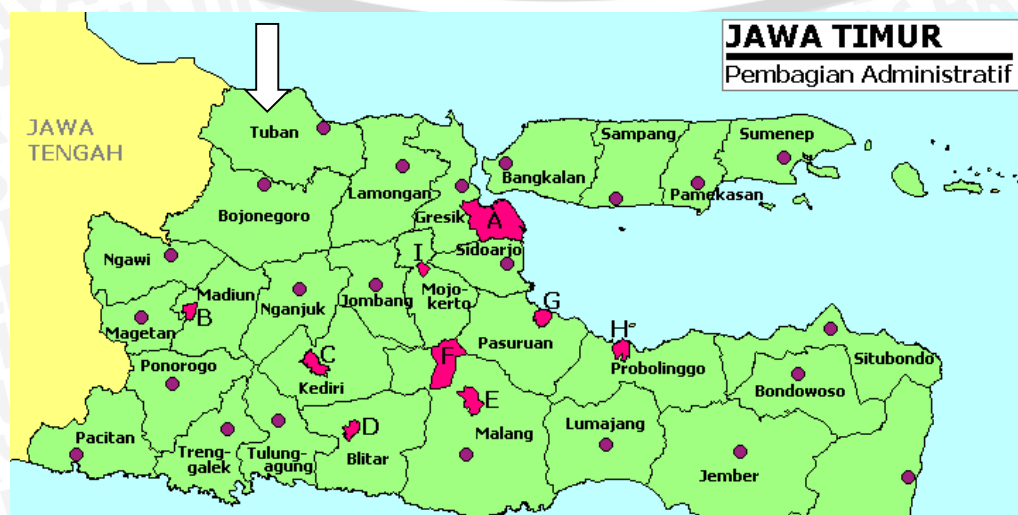 JAWA TIMUR
Pembagian Administratif
JAWA
TENGAH
Tuban
Sampang
Sumenep
Bangkalan
Pamekasan
Lamongan
Bojonegoro
Gresik
A
Sidoarjo
I
Ngawi
Madiun
Nganjuk
Jombang
Mojo-
kerto
G
B
Magetan
Pasuruan
H
C
F
Ponorogo
Kediri
Probolinggo
Situbondo
Bondowoso
E
D
Pacitan
Treng-
galek
Tulung-
agung
Blitar
Malang
Lumajang
Jember